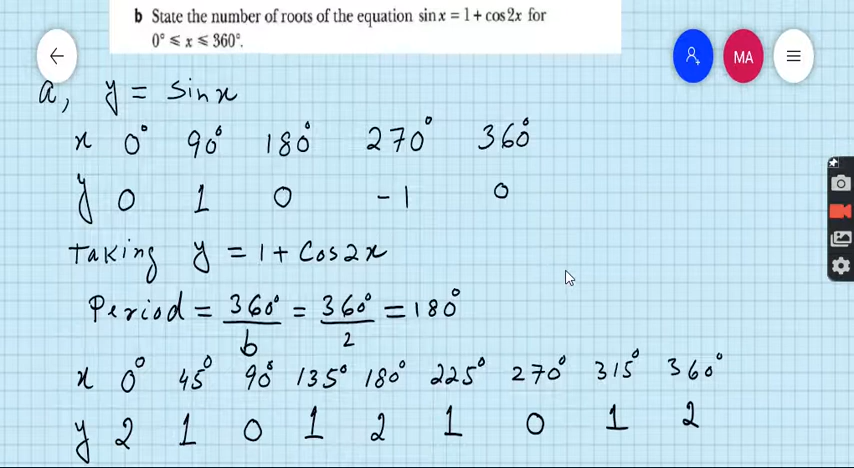 b State the number of roots of the equation sin x = 1 + cos 2x for
0° ⩽ x ⩽ 360°.
MA
a, y = sin x
x 0° 90° 180° 270° 360°
y 0 1 0 -1 0
Taking y = 1 + Cos2x
Period = 360°/b = 360°/2 = 180°
x 0° 45° 90° 135° 180° 225° 270° 315° 360°
y 2 1 0 1 2 1 0 1 2